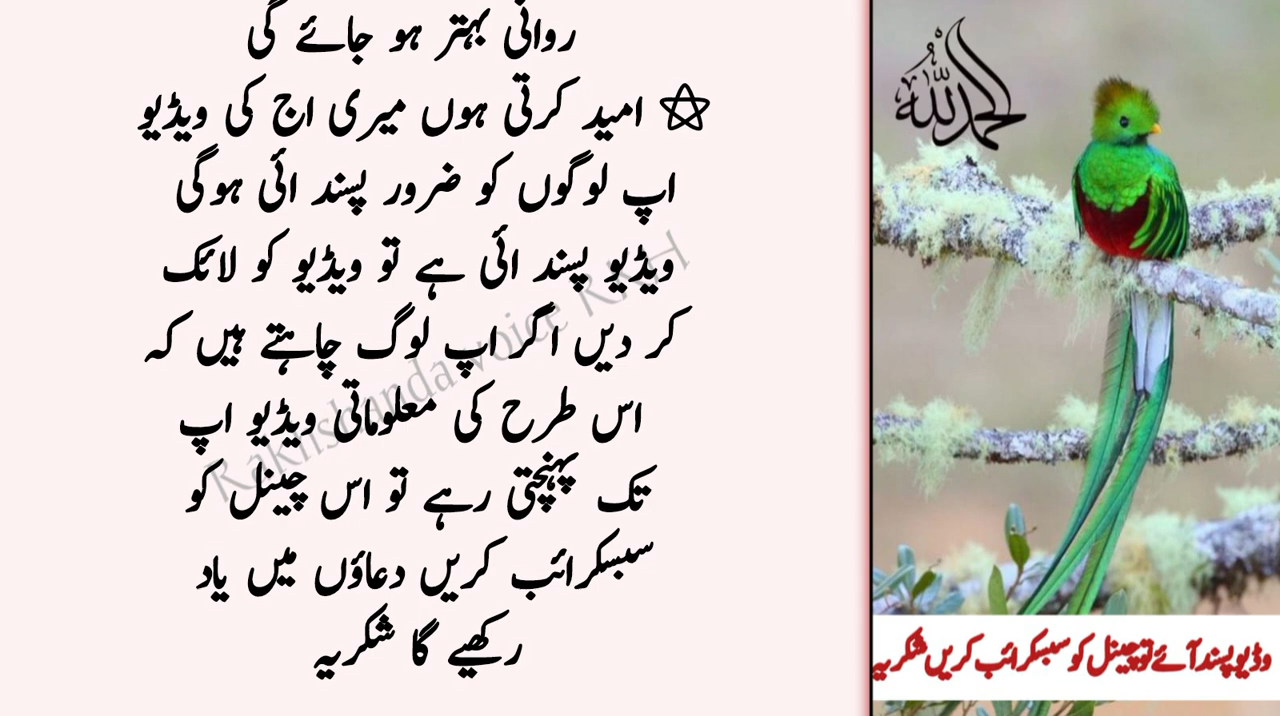 روانی بہتر ہو جائے گی
☆ امید کرتی ہوں میری اج کی ویڈیو
اپ لوگوں کو ضرور پسند ائی ہوگی
ویڈیو پسند ائی ہے تو ویڈیو کو لائک
کر دیں اگر اپ لوگ چاہتے ہیں کہ
اس طرح کی معلوماتی ویڈیو اپ
تک پہنچتی رہے تو اس چینل کو
سبسکرائب کریں دعاؤں میں یاد
رکھیے گا شکریہ
Rakhshanda voice
الحمدللہ
وڈیو پسند آئے تو چینل کو سبسکرائب کریں شکریہ